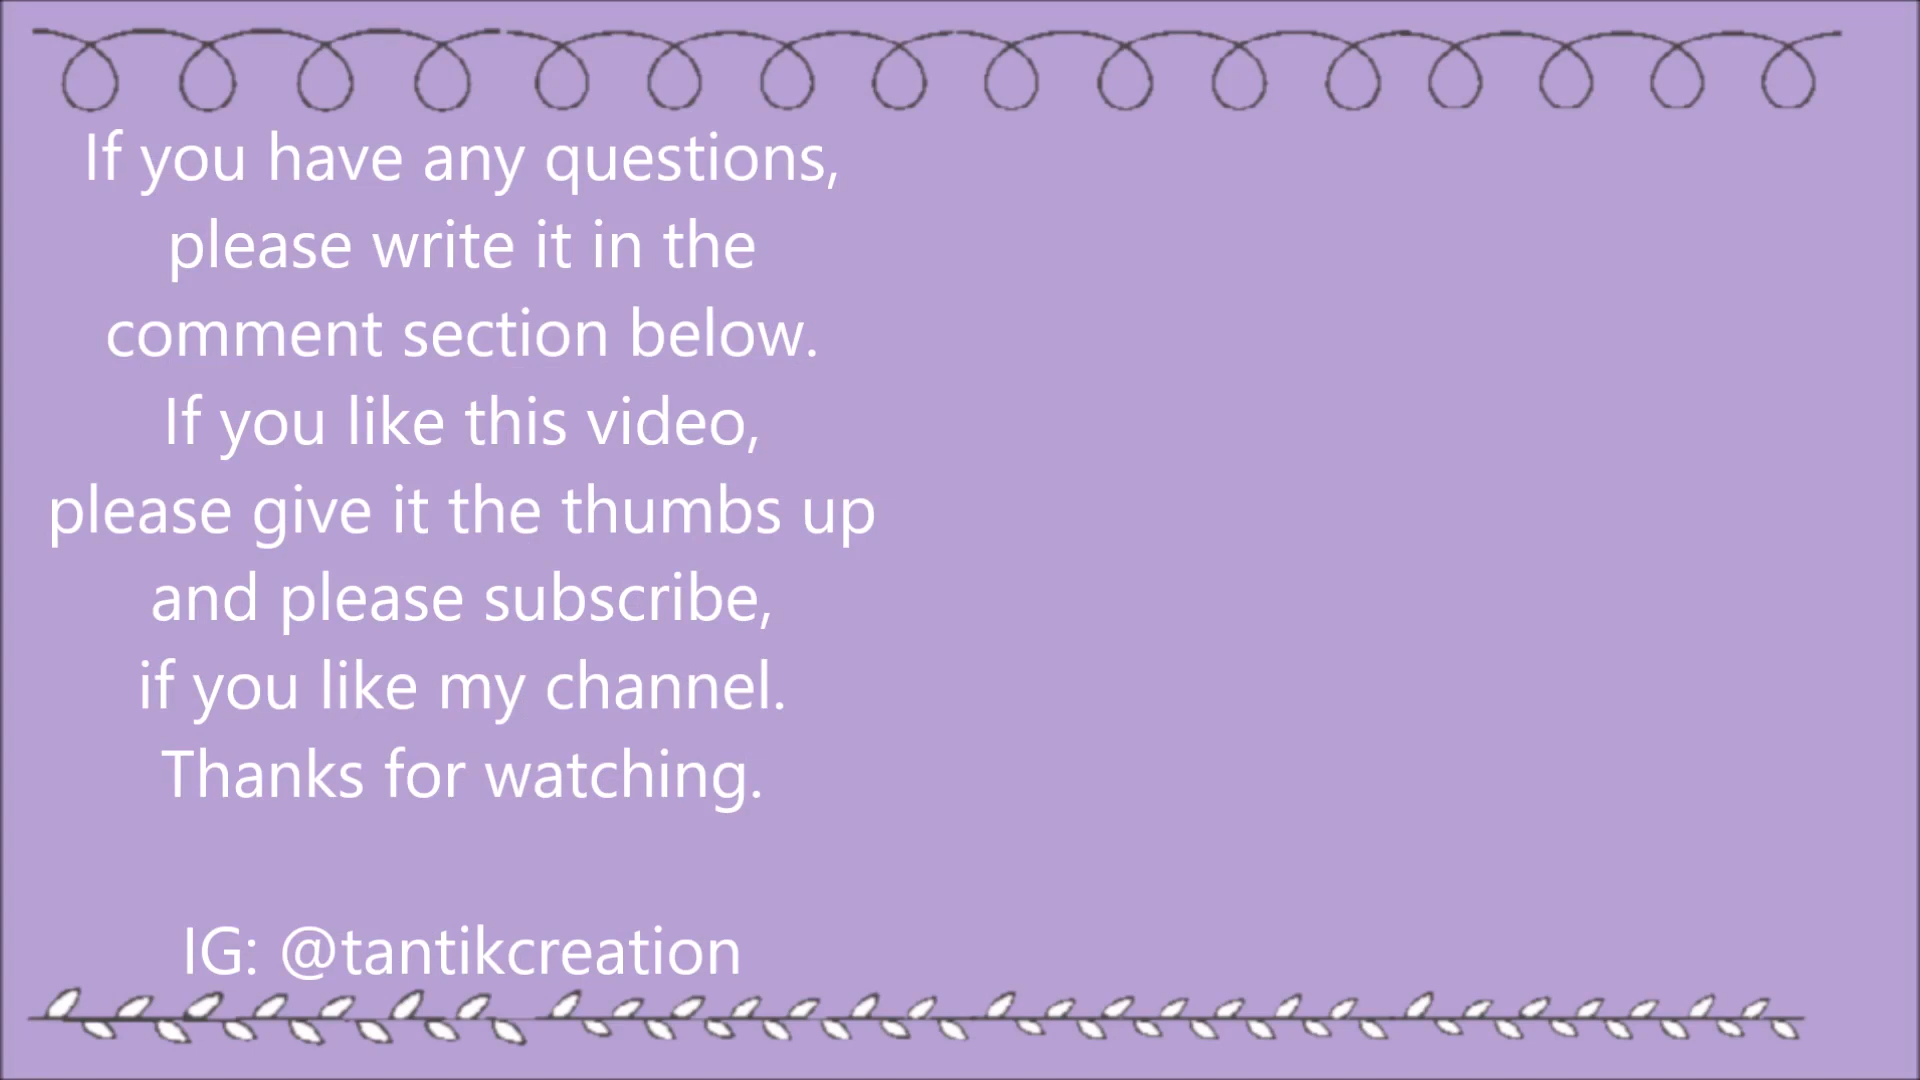 If you have any questions,
please write it in the
comment section below.
If you like this video,
please give it the thumbs up
and please subscribe,
if you like my channel.
Thanks for watching.
IG: @tantikcreation